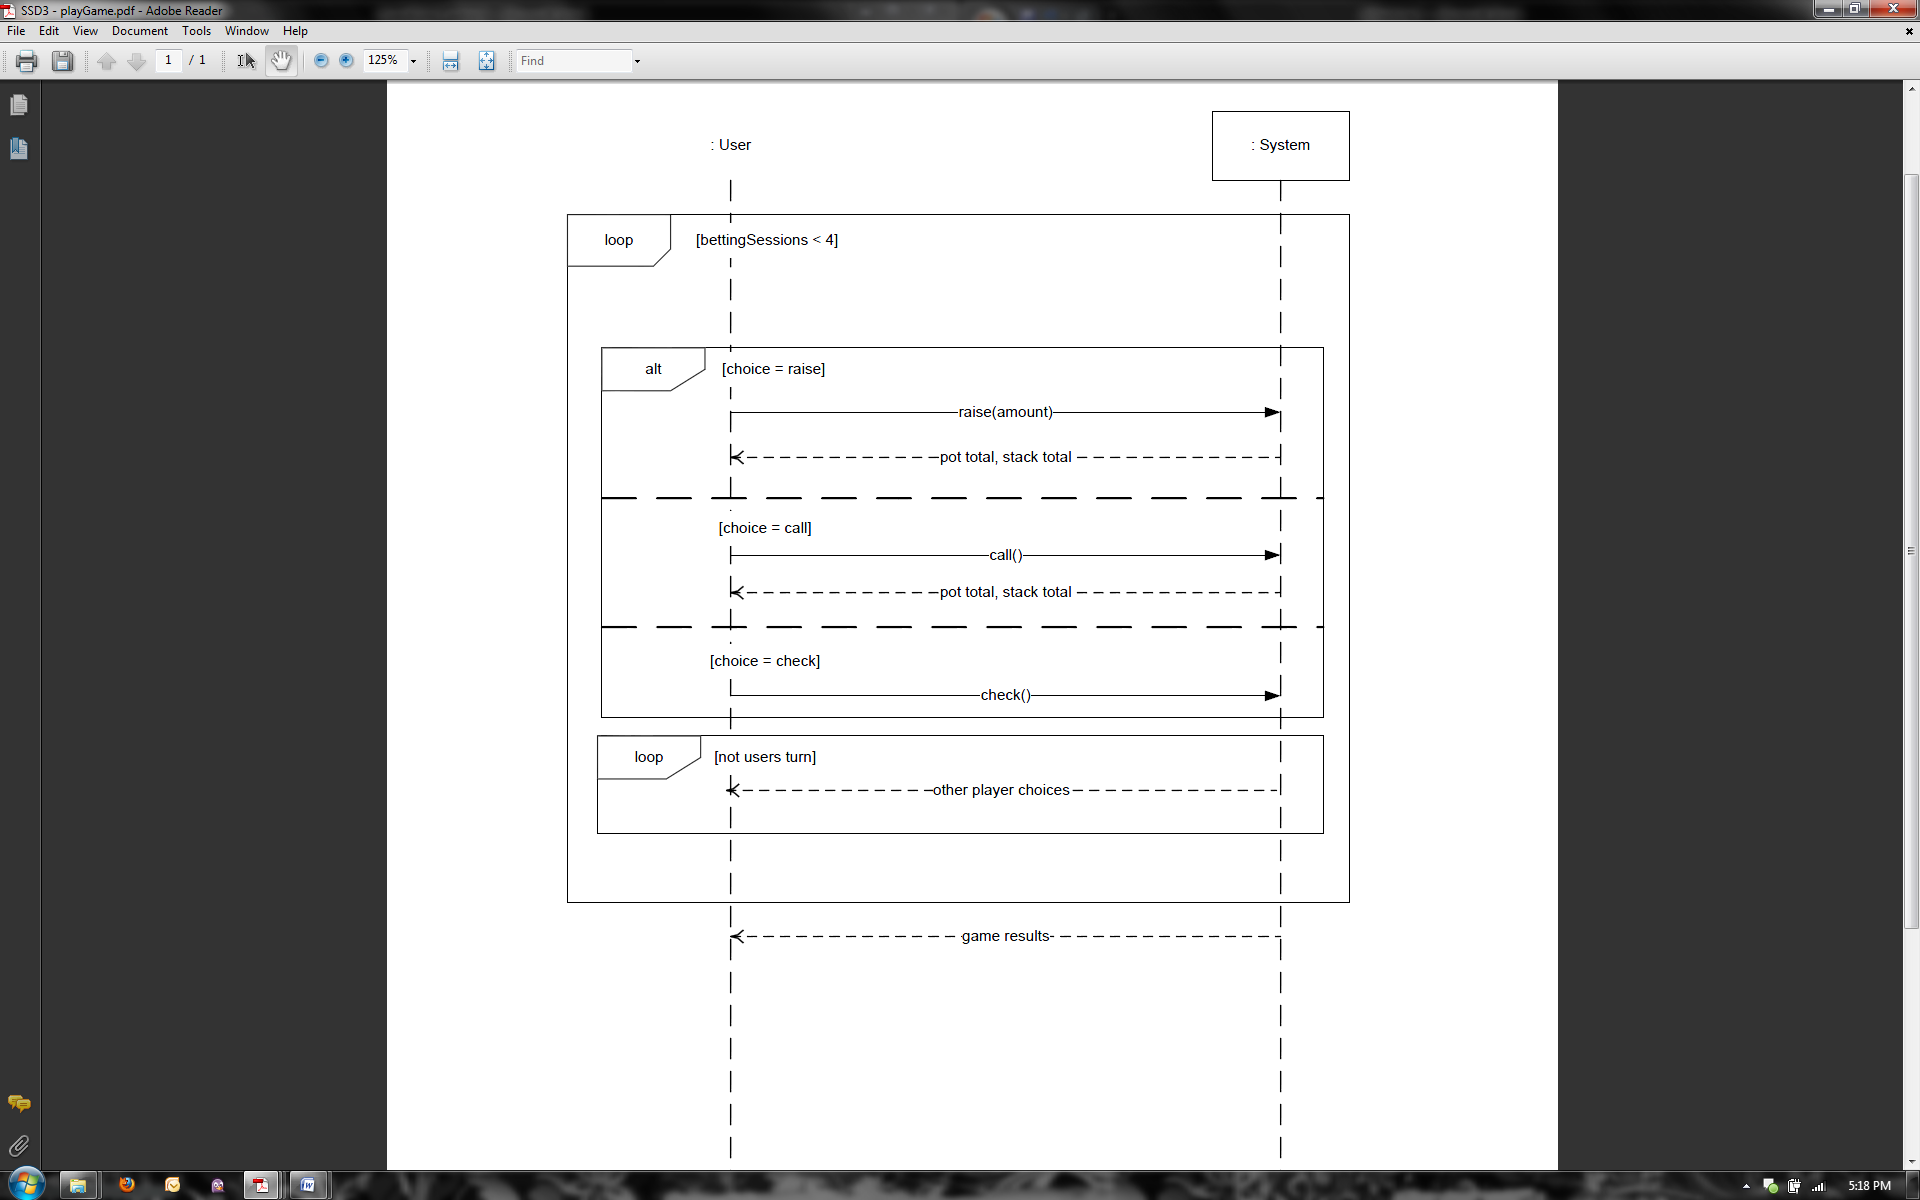 SSD3 - playGame.pdf - Adobe Reader
File Edit View Document Tools Window Help
1 / 1 125% Find
: User : System
loop [bettingSessions < 4]
alt [choice = raise]
raise(amount)
pot total, stack total
[choice = call]
call()
pot total, stack total
[choice = check]
check()
loop [not users turn]
other player choices
game results
5:18 PM